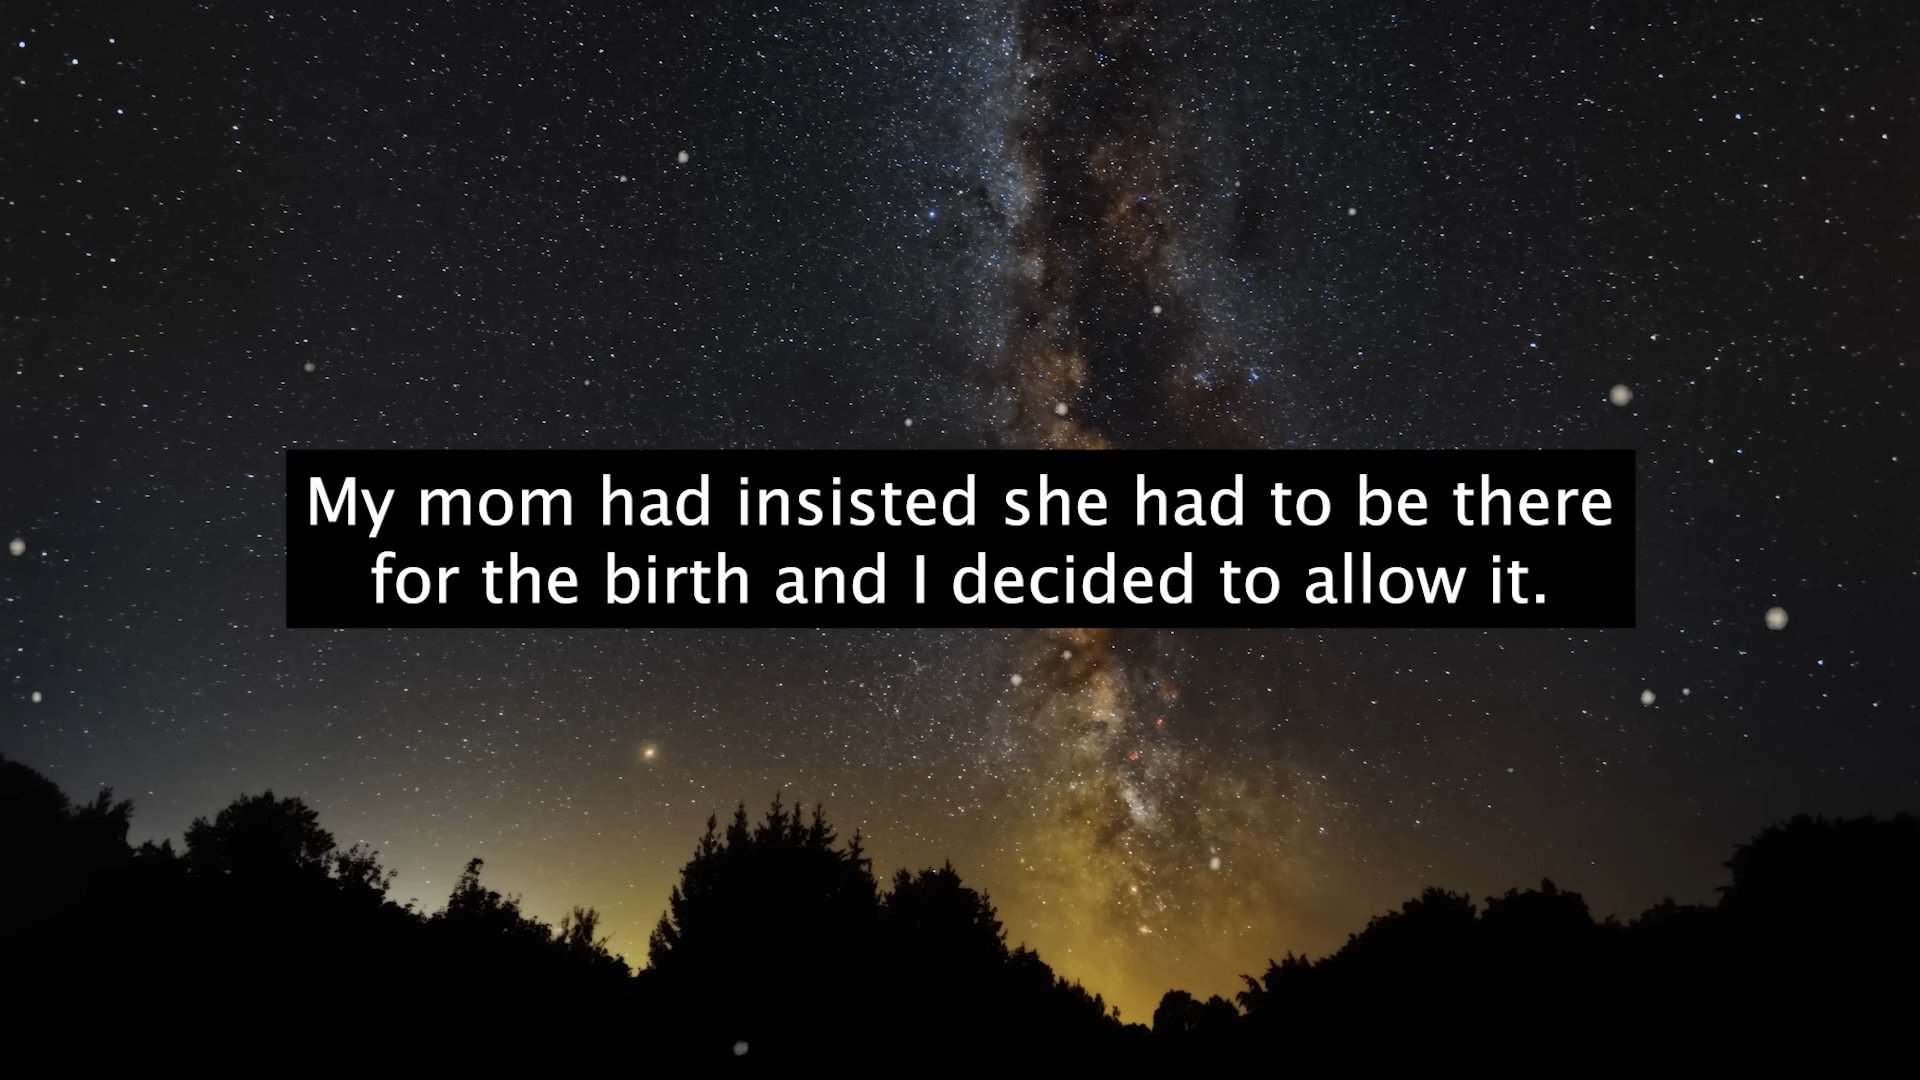 My mom had insisted she had to be there
for the birth and I decided to allow it.